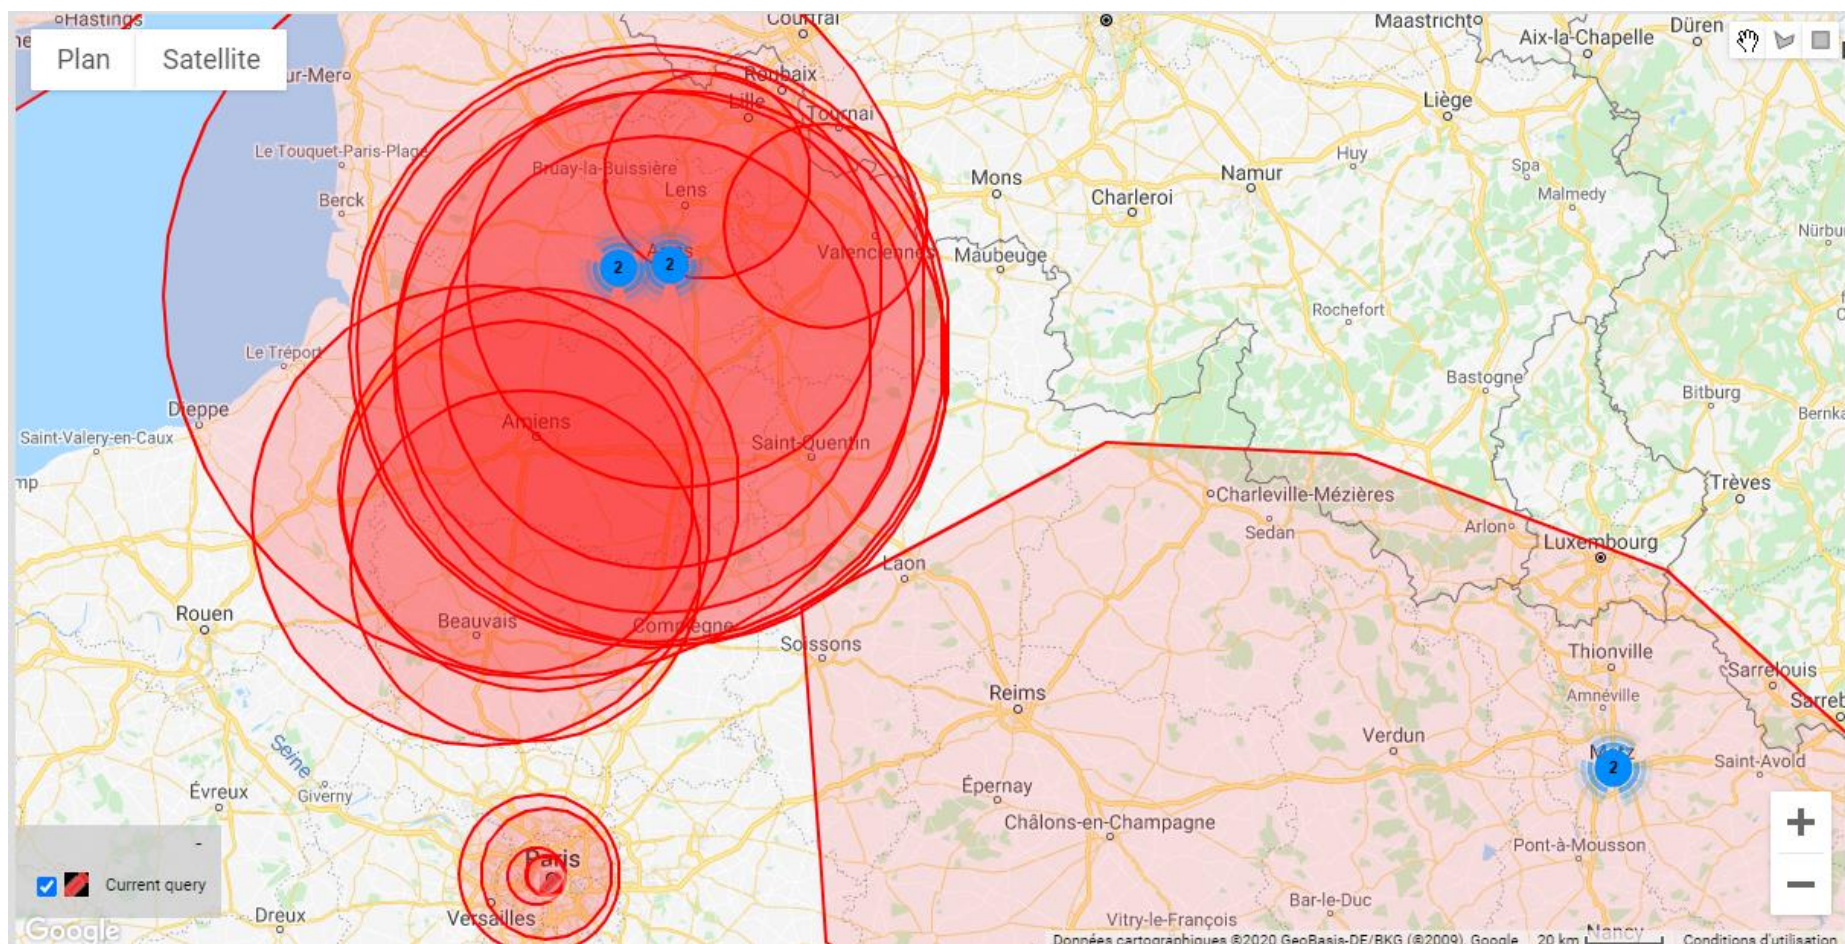 Hastings
Courtrai
Maastricht
Düren
Aix-la-Chapelle
Plan
Satellite
ur-Mer
Roubaix
Lille
Tournai
Liège
Le Touquet-Paris-Plage
Bruay-la-Buissière
Lens
Mons
Namur
Huy
Spa
Malmedy
Charleroi
Berck
Valenciennes
Maubeuge
Nürbur
2
2
Rochefort
Le Tréport
Bastogne
Bitburg
Dieppe
Bernka
Amiens
Saint-Quentin
Saint-Valery-en-Caux
mp
Charleville-Mézières
Trèves
Sedan
Arlon
Luxembourg
Laon
Rouen
Beauvais
Compiègne
Soissons
Thionville
Sarrelouis
Reims
Amnéville
Sarreb
Verdun
Metz
2
Saint-Avold
Seine
Évreux
Giverny
Épernay
Châlons-en-Champagne
+
-
Pont-à-Mousson
Paris
Current query
−
Versailles
Dreux
Bar-le-Duc
Vitry-le-François
Nancy
Google
Données cartographiques ©2020 GeoBasis-DE/BKG (©2009), Google
20 km
Conditions d'utilisation